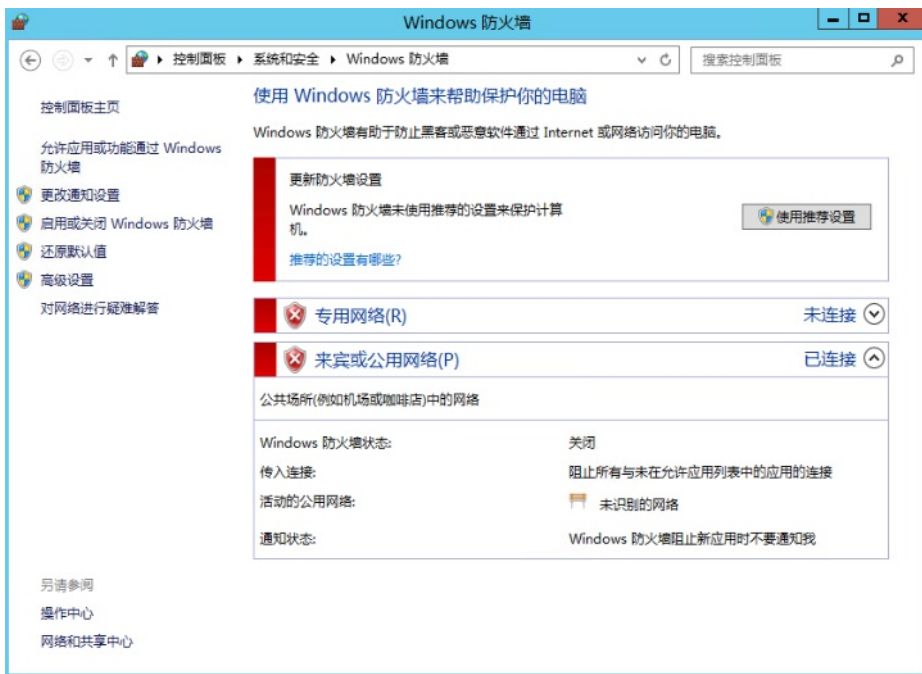 Windows 防火墙
控制面板 系统和安全 Windows 防火墙
搜索控制面板
控制面板主页
允许应用或功能通过 Windows
防火墙
更改通知设置
启用或关闭 Windows 防火墙
还原默认值
高级设置
对网络进行疑难解答
另请参阅
操作中心
网络和共享中心
使用 Windows 防火墙来帮助保护你的电脑
Windows 防火墙有助于防止黑客或恶意软件通过 Internet 或网络访问你的电脑。
更新防火墙设置
Windows 防火墙未使用推荐的设置来保护计算
机。
使用推荐设置
推荐的设置有哪些?
专用网络(R) 未连接
来宾或公用网络(P) 已连接
公共场所(例如机场或咖啡店)中的网络
Windows 防火墙状态: 关闭
传入连接: 阻止所有与未在允许应用列表中的应用的连接
活动的公用网络: 未识别的网络
通知状态: Windows 防火墙阻止新应用时不要通知我